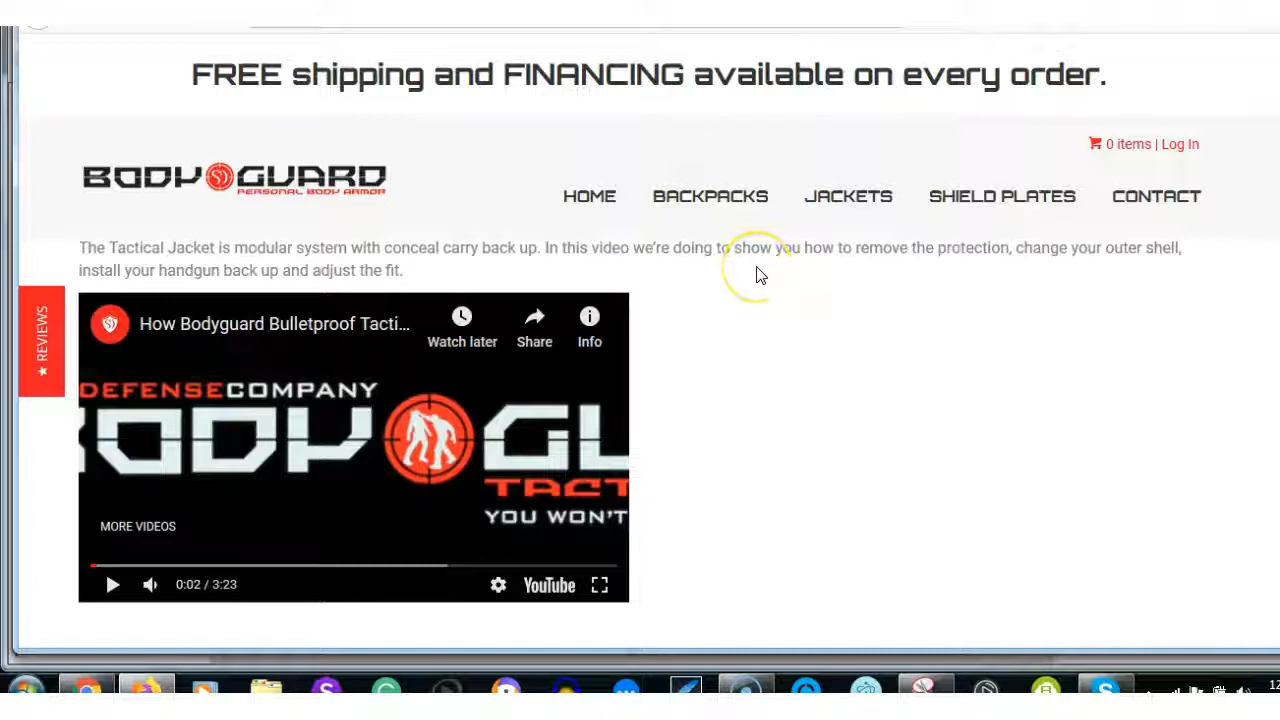 FREE shipping and FINANCING available on every order.
0 items | Log In
BODYGUARD
PERSONAL BODY ARMOR
HOME BACKPACKS JACKETS SHIELD PLATES CONTACT
The Tactical Jacket is modular system with conceal carry back up. In this video we're doing to show you how to remove the protection, change your outer shell,
install your handgun back up and adjust the fit.
★ REVIEWS
How Bodyguard Bulletproof Tacti...
Watch later Share Info
DEFENSECOMPANY
BODY GU
TACT
YOU WON'T
MORE VIDEOS
0:02 / 3:23
YouTube